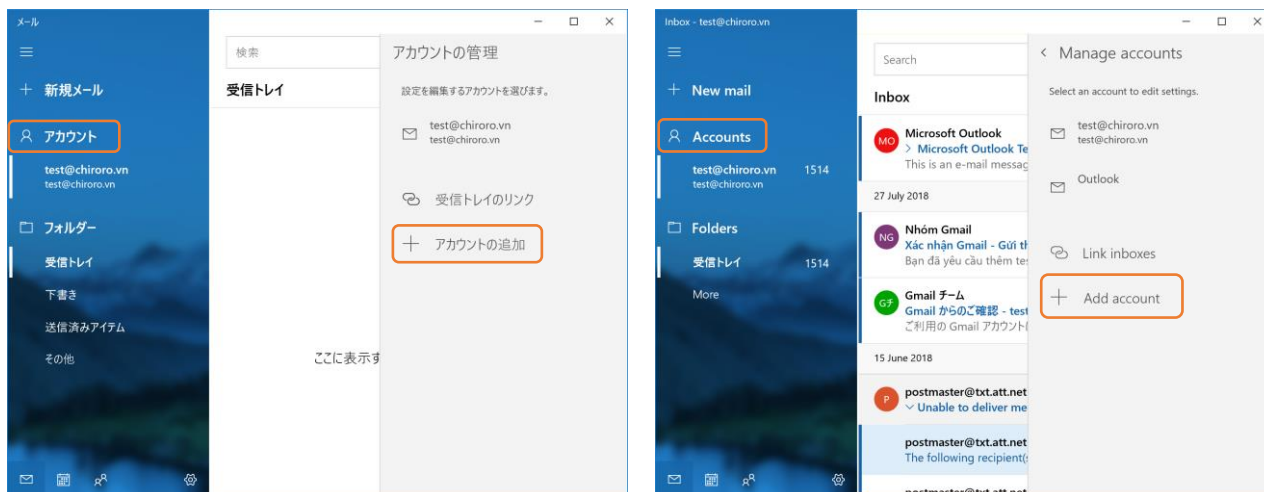 メール
新規メール
アカウント
test@chiroro.vn
test@chiroro.vn
フォルダー
受信トレイ
下書き
送信済みアイテム
その他
検索
受信トレイ
ここに表示す
アカウントの管理
設定を編集するアカウントを選びます。
test@chiroro.vn
test@chiroro.vn
受信トレイのリンク
アカウントの追加
Inbox - test@chiroro.vn
New mail
Accounts
test@chiroro.vn 1514
test@chiroro.vn
Folders
受信トレイ 1514
More
Search
Inbox
MO
Microsoft Outlook
Microsoft Outlook Te
This is an e-mail messag
27 July 2018
NG
Nhóm Gmail
Xác nhận Gmail - Gửi th
Bạn đã yêu cầu thêm te
Gチ
Gmail チーム
Gmail からのご確認 - test
ご利用の Gmail アカウント
15 June 2018
P
postmaster@txt.att.net
Unable to deliver me
postmaster@txt.att.net
The following recipient(
postmaster@txt.att.net
Manage accounts
Select an account to edit settings.
test@chiroro.vn
test@chiroro.vn
Outlook
Link inboxes
Add account